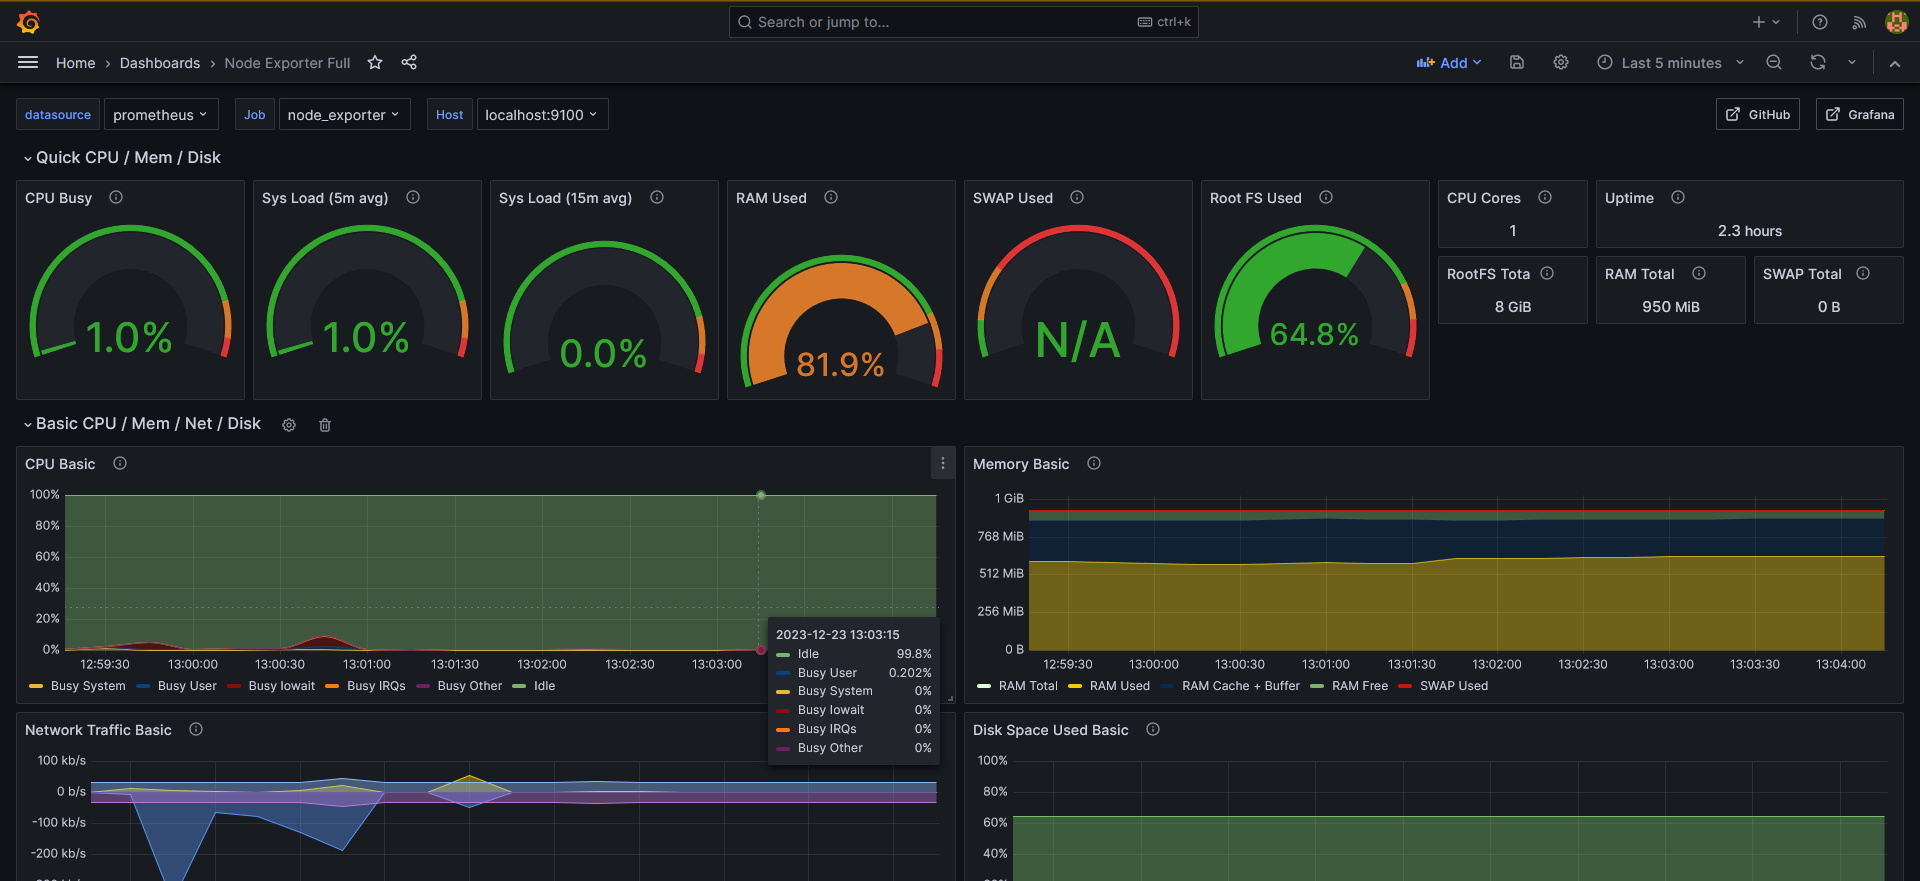 Search or jump to... ctrl+k
Home › Dashboards › Node Exporter Full
Add
Last 5 minutes
datasource prometheus Job node_exporter Host localhost:9100
GitHub Grafana
Quick CPU / Mem / Disk
CPU Busy
1.0%
Sys Load (5m avg)
1.0%
Sys Load (15m avg)
0.0%
RAM Used
81.9%
SWAP Used
N/A
Root FS Used
64.8%
CPU Cores
1
Uptime
2.3 hours
RootFS Tota
8 GiB
RAM Total
950 MiB
SWAP Total
0 B
Basic CPU / Mem / Net / Disk
CPU Basic
100%
80%
60%
40%
20%
0%
12:59:30 13:00:00 13:00:30 13:01:00 13:01:30 13:02:00 13:02:30 13:03:00
Busy System Busy User Busy Iowait Busy IRQs Busy Other Idle
2023-12-23 13:03:15
Idle 99.8%
Busy User 0.202%
Busy System 0%
Busy Iowait 0%
Busy IRQs 0%
Busy Other 0%
Memory Basic
1 GiB
768 MiB
512 MiB
256 MiB
0 B
12:59:30 13:00:00 13:00:30 13:01:00 13:01:30 13:02:00 13:02:30 13:03:00 13:03:30 13:04:00
RAM Total RAM Used RAM Cache + Buffer RAM Free SWAP Used
Network Traffic Basic
100 kb/s
0 b/s
-100 kb/s
-200 kb/s
Disk Space Used Basic
100%
80%
60%
40%